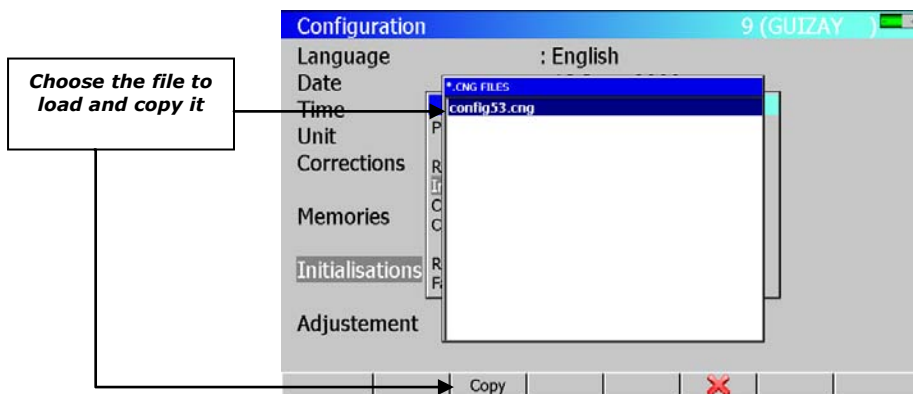 Configuration 9 (GUIZAY )
Language : English
Date
Time
Unit
Corrections
Memories
Initialisations
Adjustement
*.CNG FILES
config53.cng
Copy
Choose the file to
load and copy it